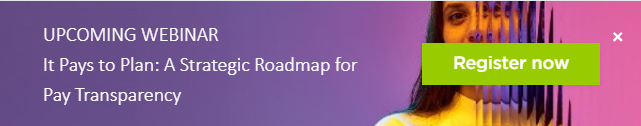 UPCOMING WEBINAR
It Pays to Plan: A Strategic Roadmap for
Pay Transparency
Register now
×